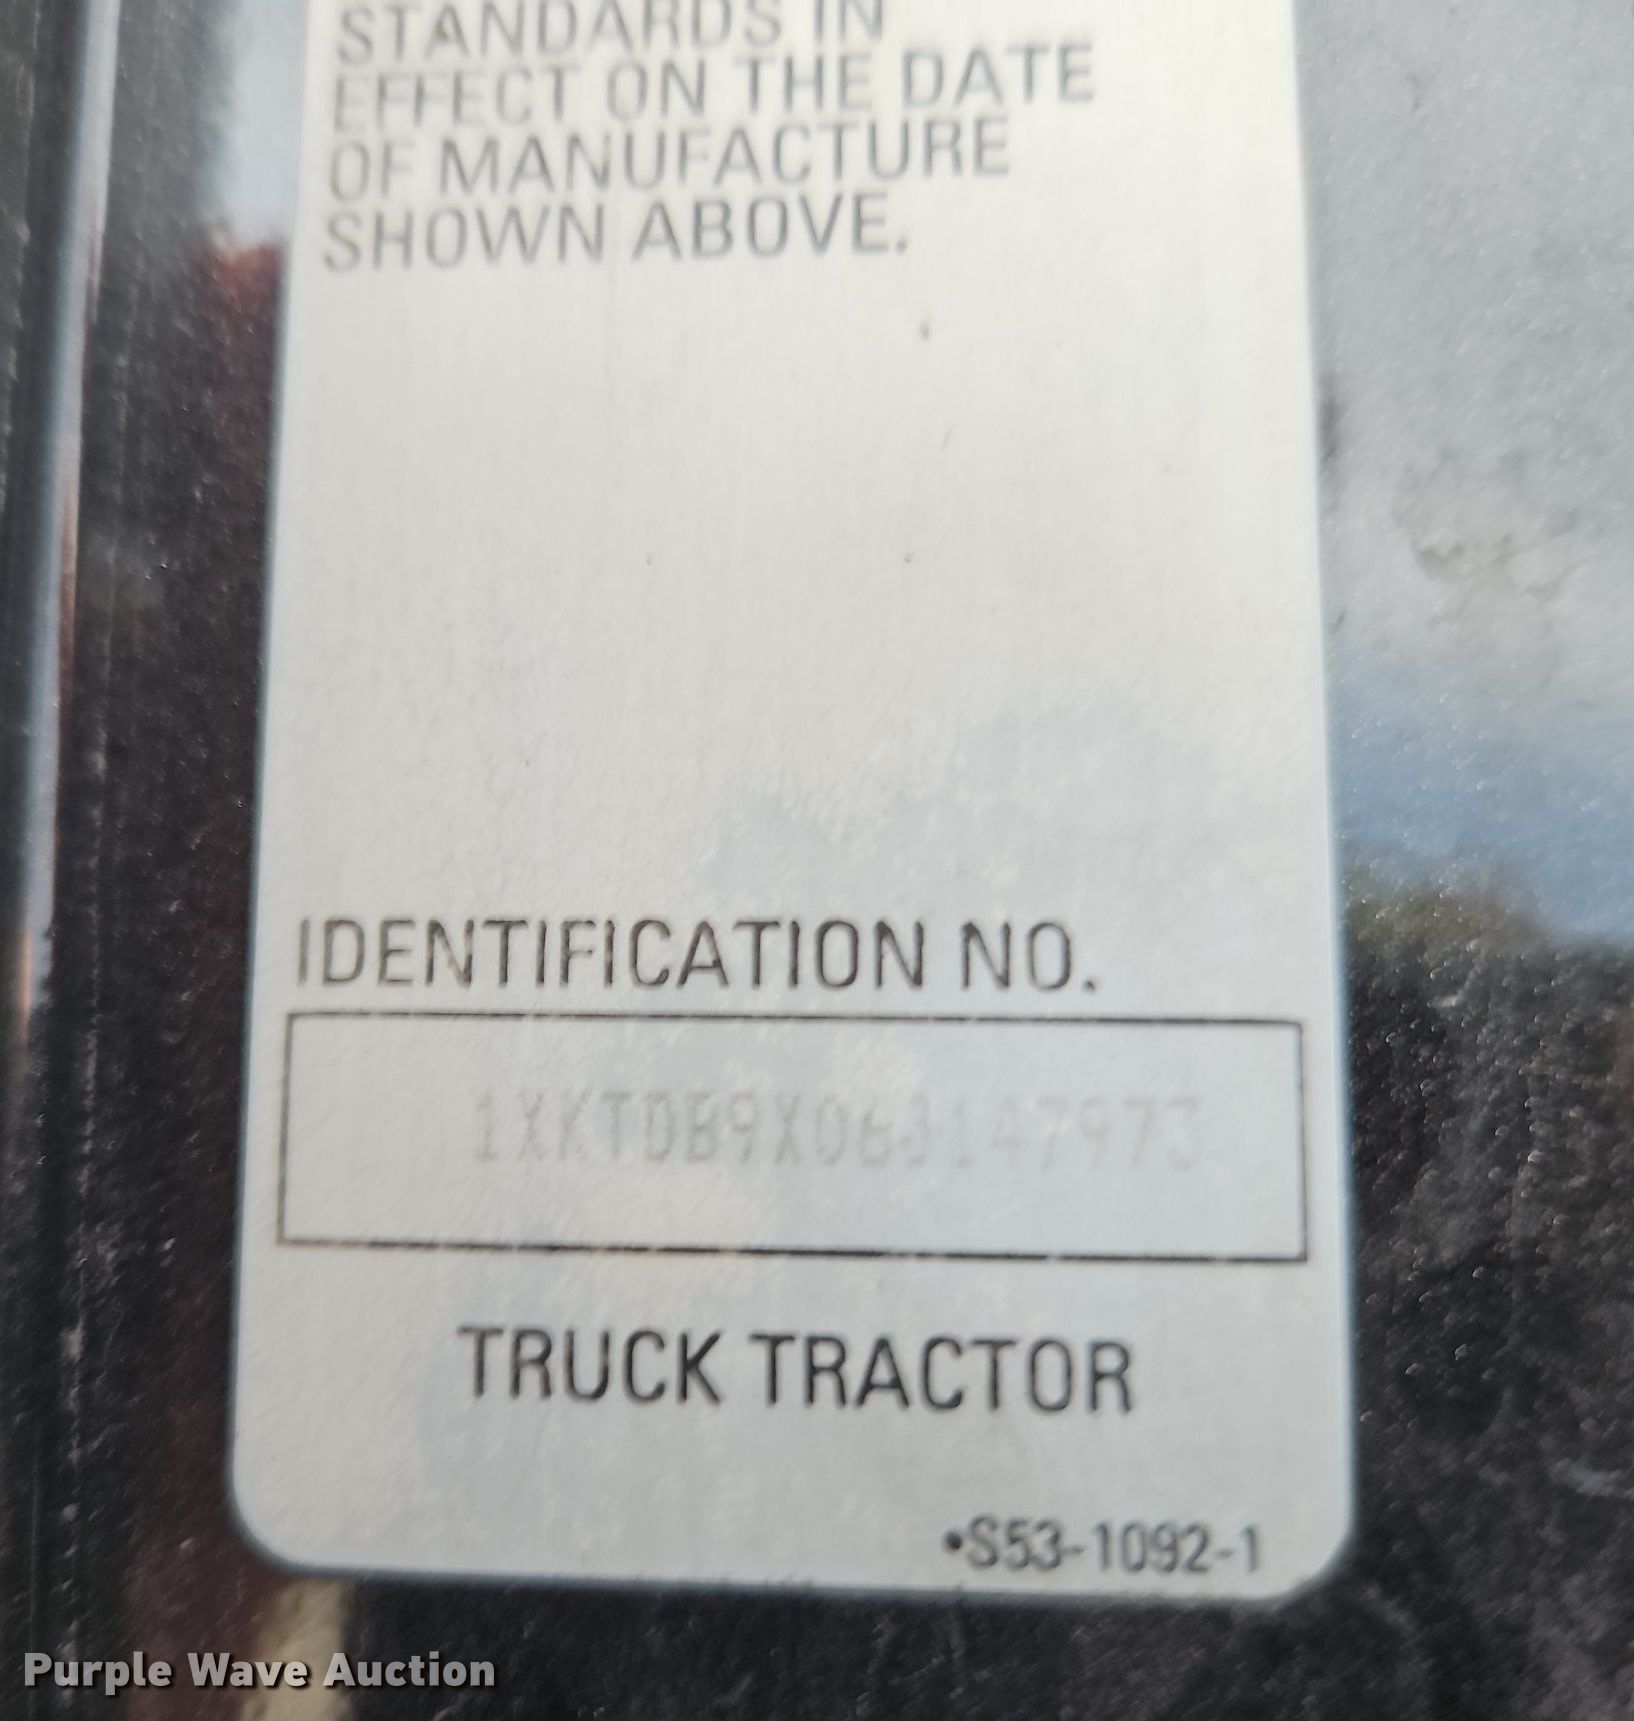 STANDARDS IN
EFFECT ON THE DATE
OF MANUFACTURE
SHOWN ABOVE.
IDENTIFICATION NO.
1XKTDB9X06J147973
TRUCK TRACTOR
•S53-1092-1
Purple Wave Auction